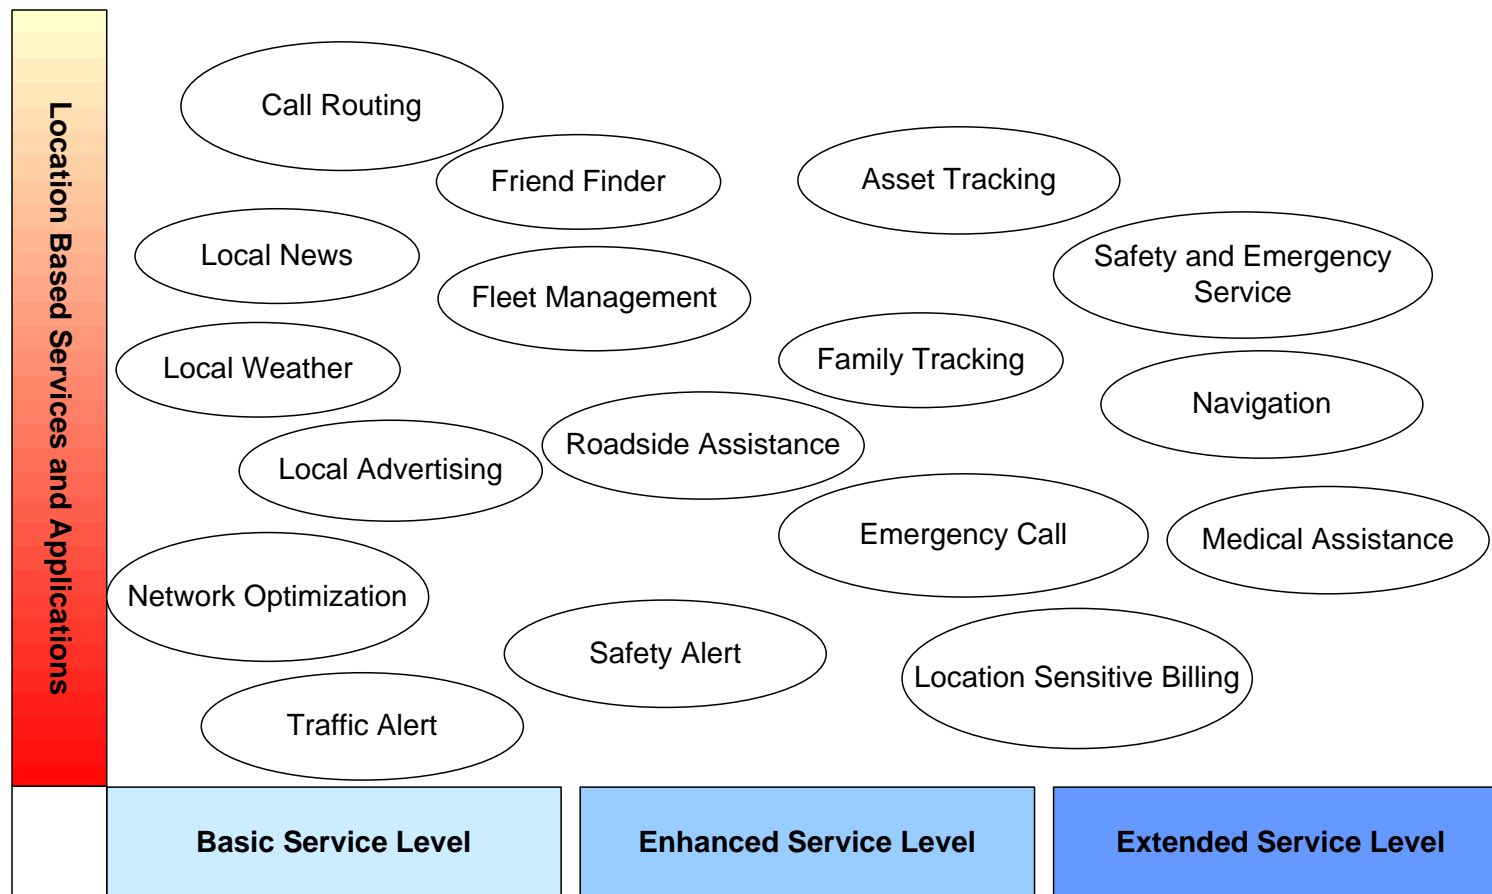 Location Based Services and Applications
Call Routing
Friend Finder
Asset Tracking
Local News
Safety and Emergency
Service
Fleet Management
Local Weather
Family Tracking
Navigation
Roadside Assistance
Local Advertising
Emergency Call
Medical Assistance
Network Optimization
Safety Alert
Location Sensitive Billing
Traffic Alert
Basic Service Level
Enhanced Service Level
Extended Service Level